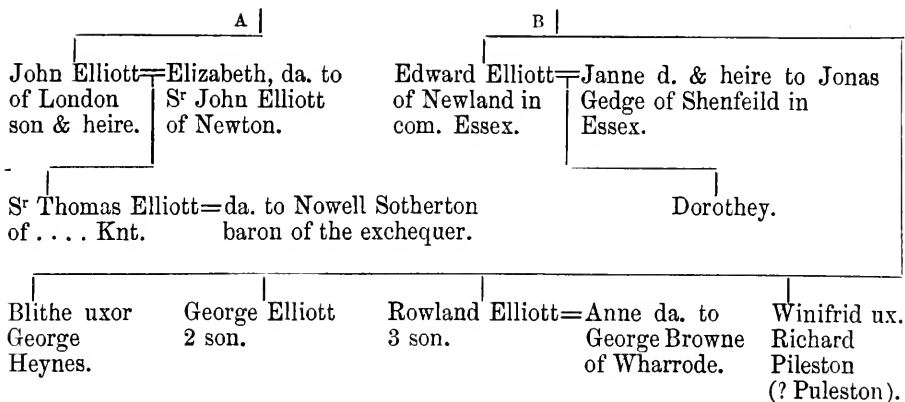 A B
John Elliott=Elizabeth, da. to
of London Sr John Elliott
son & heire. of Newton.
Edward Elliott=Janne d. & heire to Jonas
of Newland in Gedge of Shenfeild in
com. Essex. Essex.
Sr Thomas Elliott=da. to Nowell Sotherton
of .... Knt. baron of the exchequer.
Dorothey.
Blithe uxor
George
Heynes.
George Elliott
2 son.
Rowland Elliott=Anne da. to
3 son. George Browne
of Wharrode.
Winifrid ux.
Richard
Pileston
(? Puleston).